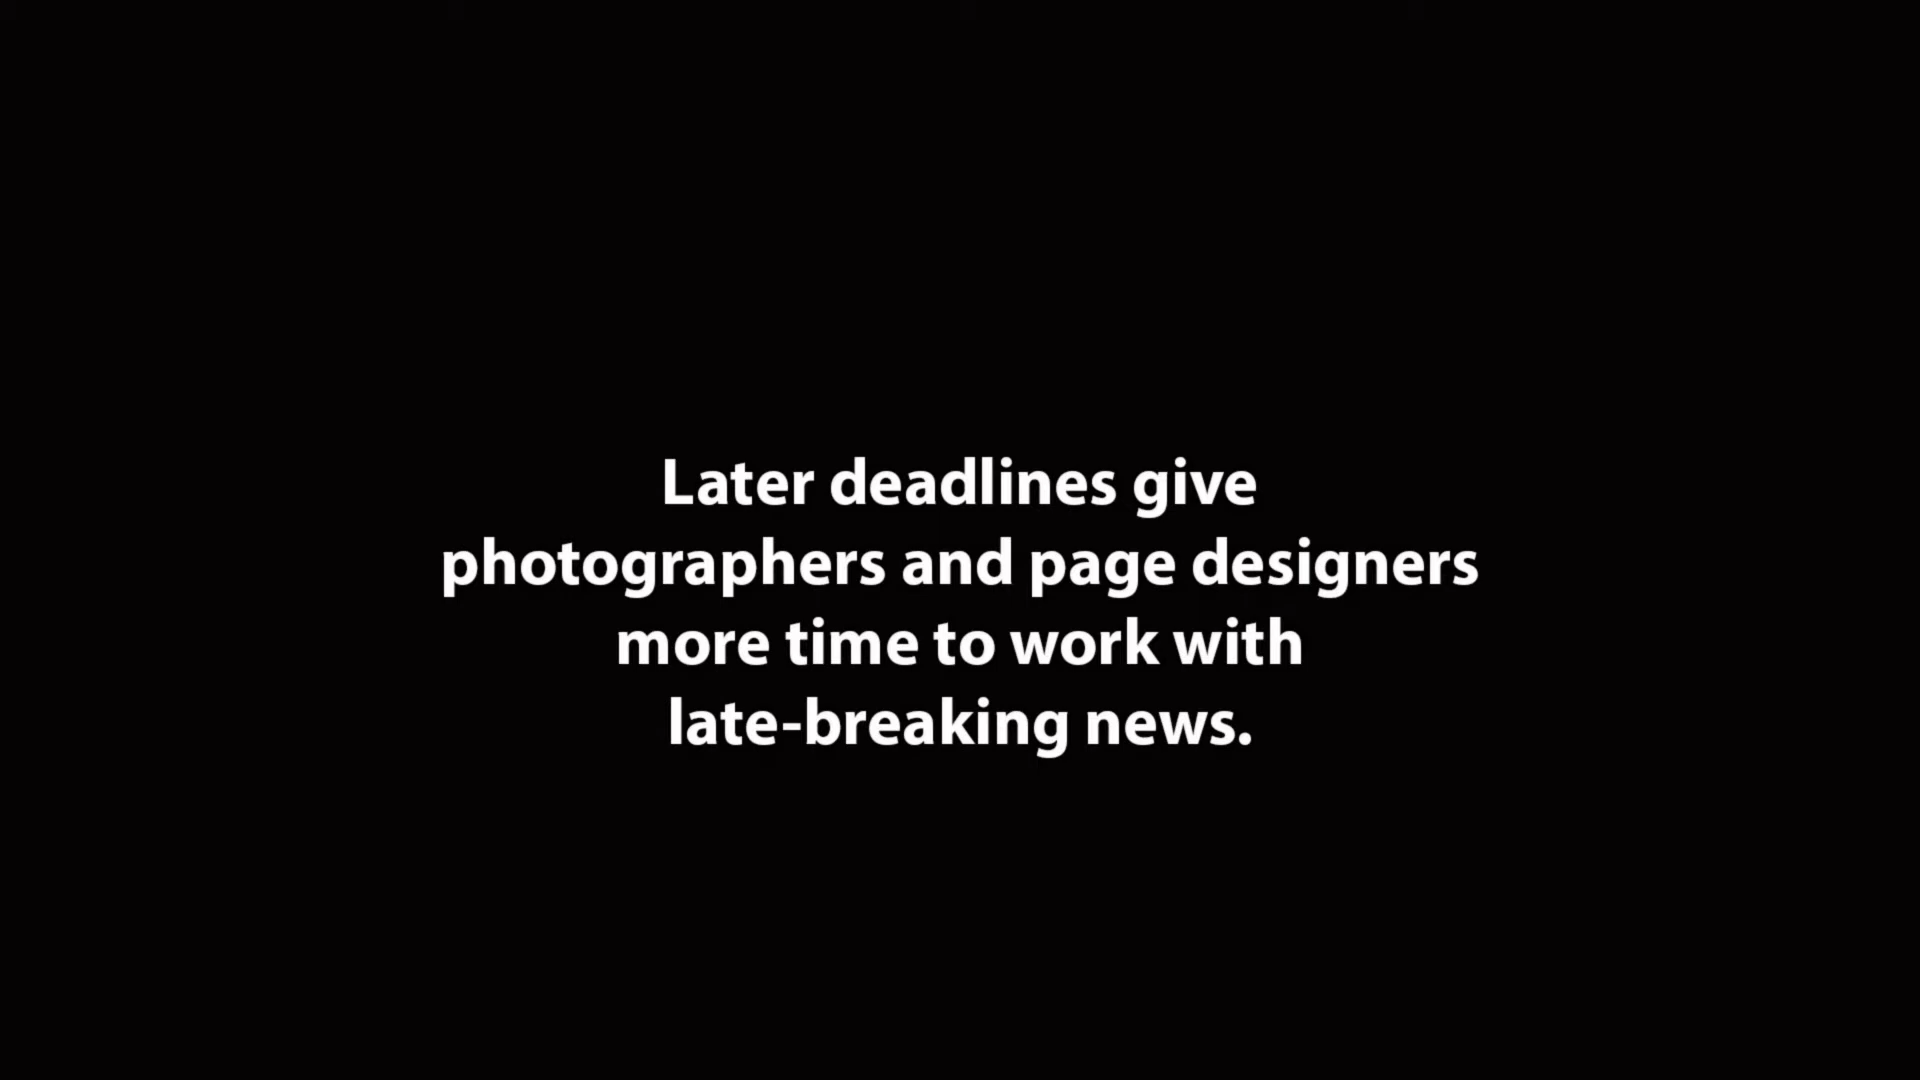 Later deadlines give
photographers and page designers
more time to work with
late-breaking news.